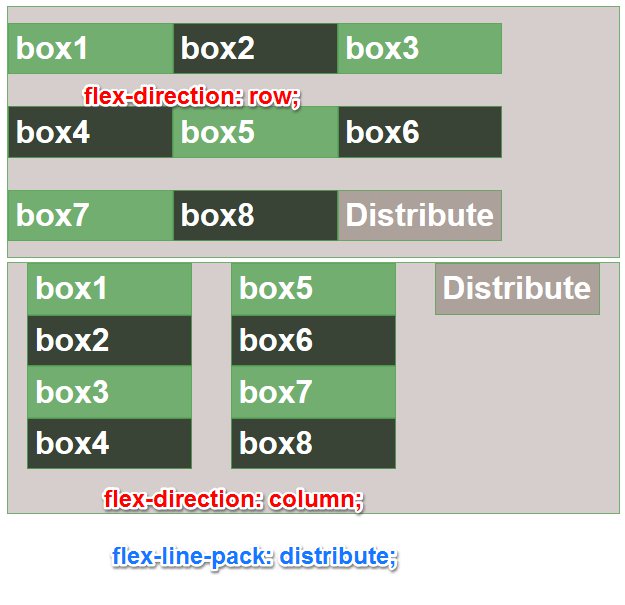 box1 box2 box3
flex-direction: row;
box4 box5 box6
box7 box8 Distribute
box1 box5 Distribute
box2 box6
box3 box7
box4 box8
flex-direction: column;
flex-line-pack: distribute;